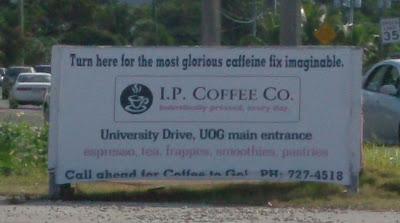 Turn here for the most glorious caffeine fix imaginable.
I.P. COFFEE CO.
Individually pressed, every day.
University Drive, UOG main entrance
espresso, tea, frappes, smoothies, pastries
Call ahead for Coffee to Go! PH: 727-4518
35